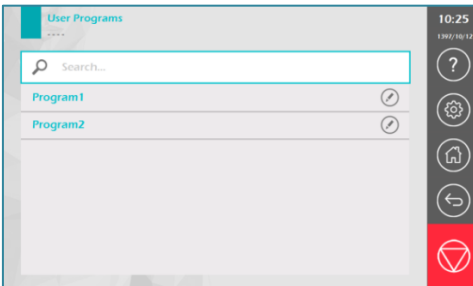 User Programs
----
Search...
Program1
Program2
10:25
1397/10/12
?